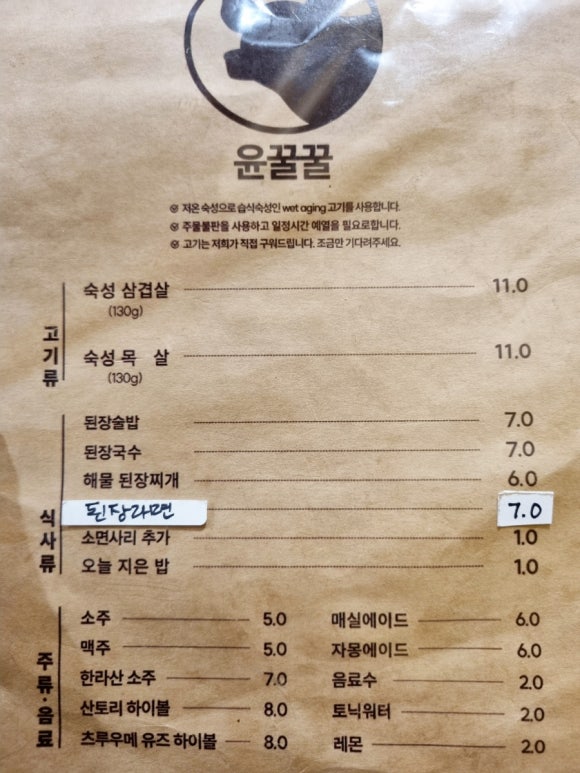 윤꿀꿀
저온 숙성으로 습식숙성인 wet aging 고기를 사용합니다.
주물불판을 사용하고 일정시간 예열을 필요로합니다.
고기는 저희가 직접 구워드립니다. 조금만 기다려주세요.
고기류
숙성 삼겹살 11.0
(130g)
숙성 목 살 11.0
(130g)
식사류
된장술밥 7.0
된장국수 7.0
해물 된장찌개 6.0
된장라면 7.0
소면사리 추가 1.0
오늘 지은 밥 1.0
주류·음료
소주 5.0
맥주 5.0
한라산 소주 7.0
산토리 하이볼 8.0
츠루우메 유즈 하이볼 8.0
매실에이드 6.0
자몽에이드 6.0
음료수 2.0
토닉워터 2.0
레몬 2.0